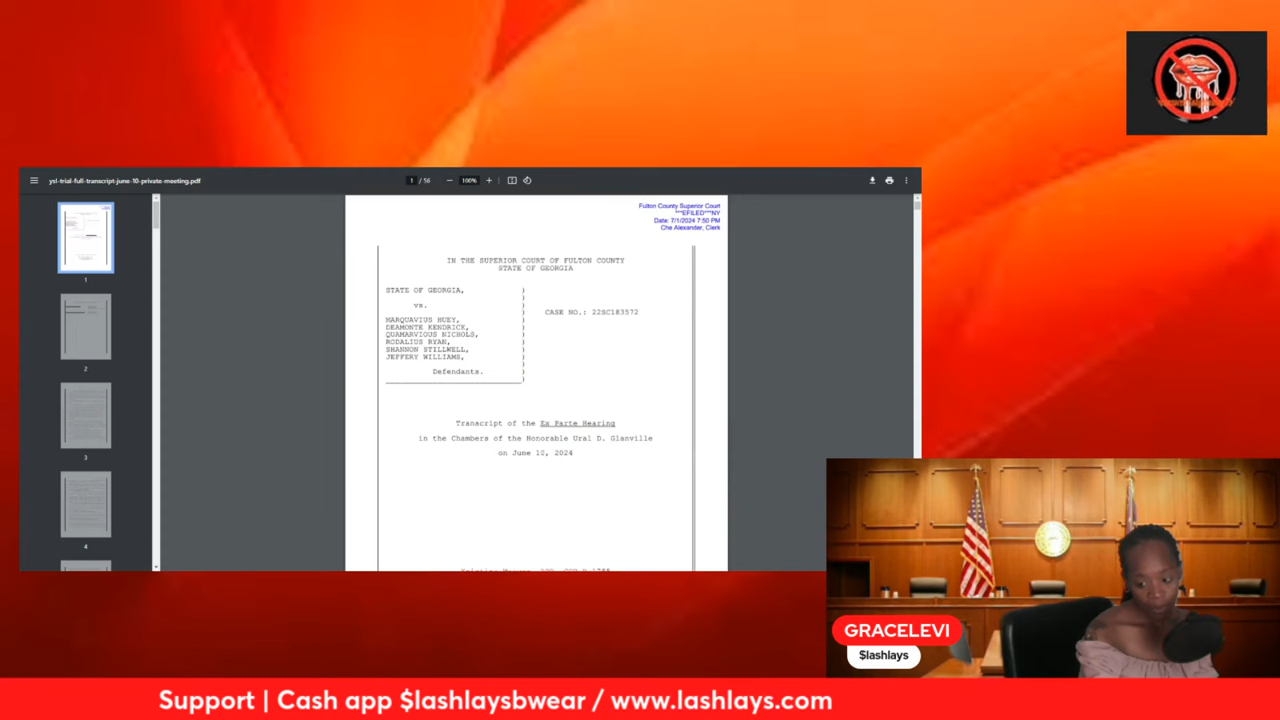 ysl-trial-full-transcript-june-10-private-meeting.pdf
1 / 56
100%
Fulton County Superior Court
***EFILED***NY
Date: 7/1/2024 7:50 PM
Che Alexander, Clerk
IN THE SUPERIOR COURT OF FULTON COUNTY
STATE OF GEORGIA
STATE OF GEORGIA,
vs.
CASE NO.: 22SC183572
MARQUAVIUS HUEY,
DEAMONTE KENDRICK,
QUAMARVIOUS NICHOLS,
RODALIUS RYAN,
SHANNON STILLWELL,
JEFFERY WILLIAMS,
Defendants.
Transcript of the Ex Parte Hearing
in the Chambers of the Honorable Ural D. Glanville
on June 10, 2024
1
2
3
4
GRACELEVI
$lashlays
Support | Cash app $lashlaysbwear / www.lashlays.com